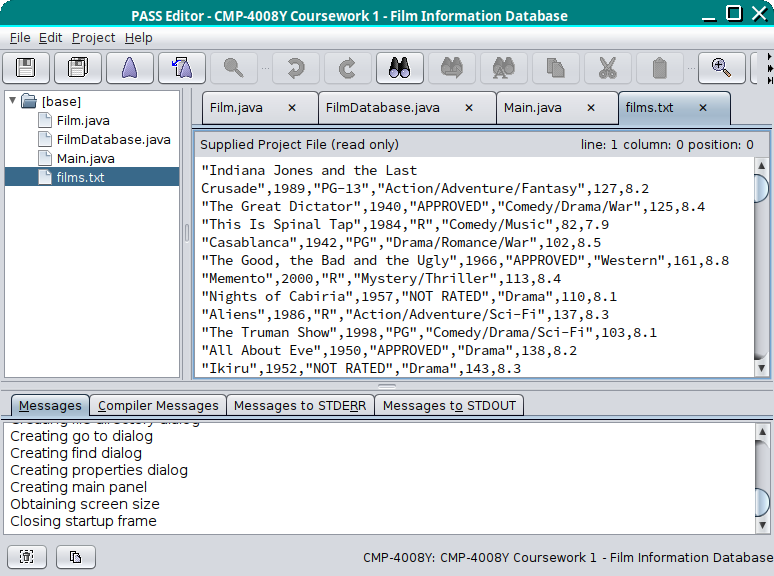 PASS Editor - CMP-4008Y Coursework 1 - Film Information Database
File Edit Project Help
[base]
Film.java
FilmDatabase.java
Main.java
films.txt
Film.java ×
FilmDatabase.java ×
Main.java ×
films.txt ×
Supplied Project File (read only)
line: 1 column: 0 position: 0
"Indiana Jones and the Last
Crusade",1989,"PG-13","Action/Adventure/Fantasy",127,8.2
"The Great Dictator",1940,"APPROVED","Comedy/Drama/War",125,8.4
"This Is Spinal Tap",1984,"R","Comedy/Music",82,7.9
"Casablanca",1942,"PG","Drama/Romance/War",102,8.5
"The Good, the Bad and the Ugly",1966,"APPROVED","Western",161,8.8
"Memento",2000,"R","Mystery/Thriller",113,8.4
"Nights of Cabiria",1957,"NOT RATED","Drama",110,8.1
"Aliens",1986,"R","Action/Adventure/Sci-Fi",137,8.3
"The Truman Show",1998,"PG","Comedy/Drama/Sci-Fi",103,8.1
"All About Eve",1950,"APPROVED","Drama",138,8.2
"Ikiru",1952,"NOT RATED","Drama",143,8.3
Messages
Compiler Messages
Messages to STDERR
Messages to STDOUT
Creating file directory dialog
Creating go to dialog
Creating find dialog
Creating properties dialog
Creating main panel
Obtaining screen size
Closing startup frame
CMP-4008Y: CMP-4008Y Coursework 1 - Film Information Database